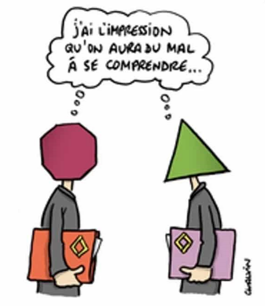 J'AI L'IMPRESSION
QU'ON AURA DU MAL
À SE COMPRENDRE...